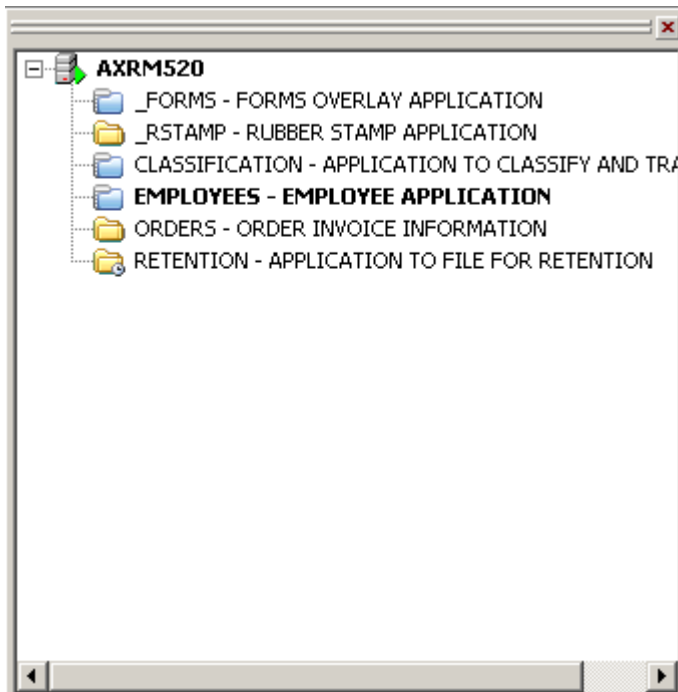 AXRM520
_FORMS - FORMS OVERLAY APPLICATION
_RSTAMP - RUBBER STAMP APPLICATION
CLASSIFICATION - APPLICATION TO CLASSIFY AND TRA
EMPLOYEES - EMPLOYEE APPLICATION
ORDERS - ORDER INVOICE INFORMATION
RETENTION - APPLICATION TO FILE FOR RETENTION